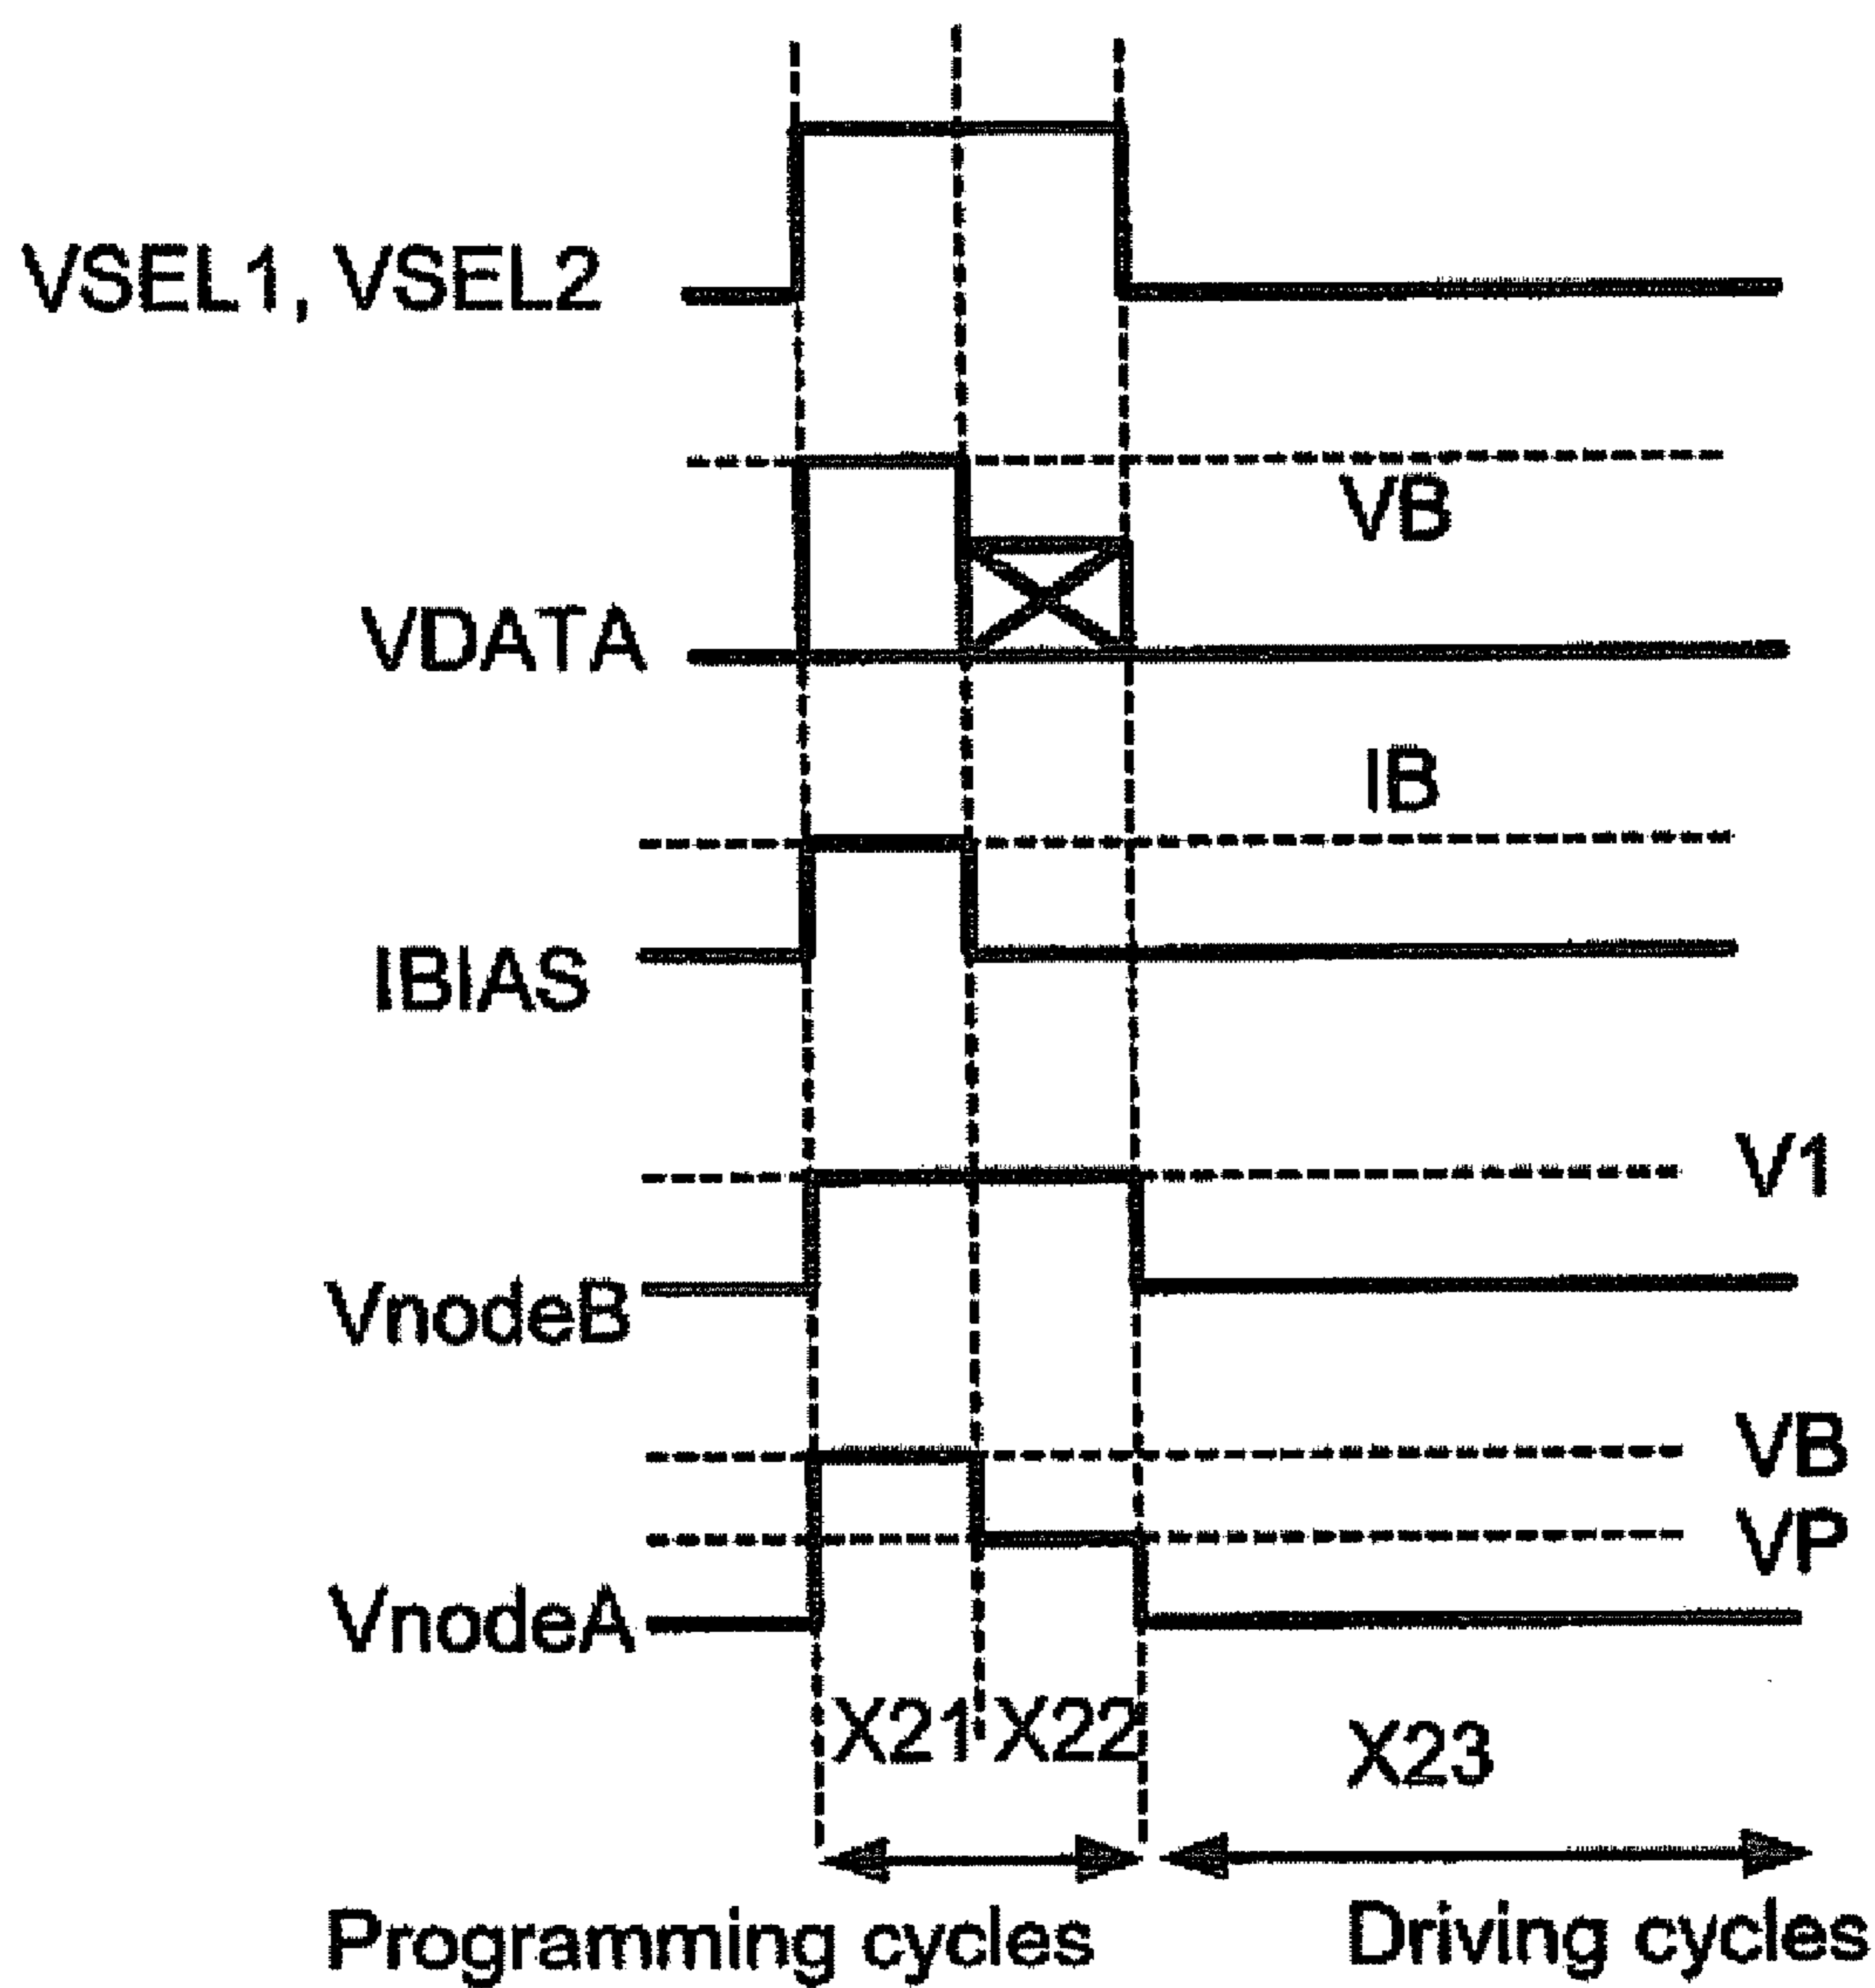 VSEL1, VSEL2
VB
VDATA
IB
IBIAS
V1
VnodeB
VB
VP
VnodeA
X21 X22
X23
Programming cycles
Driving cycles